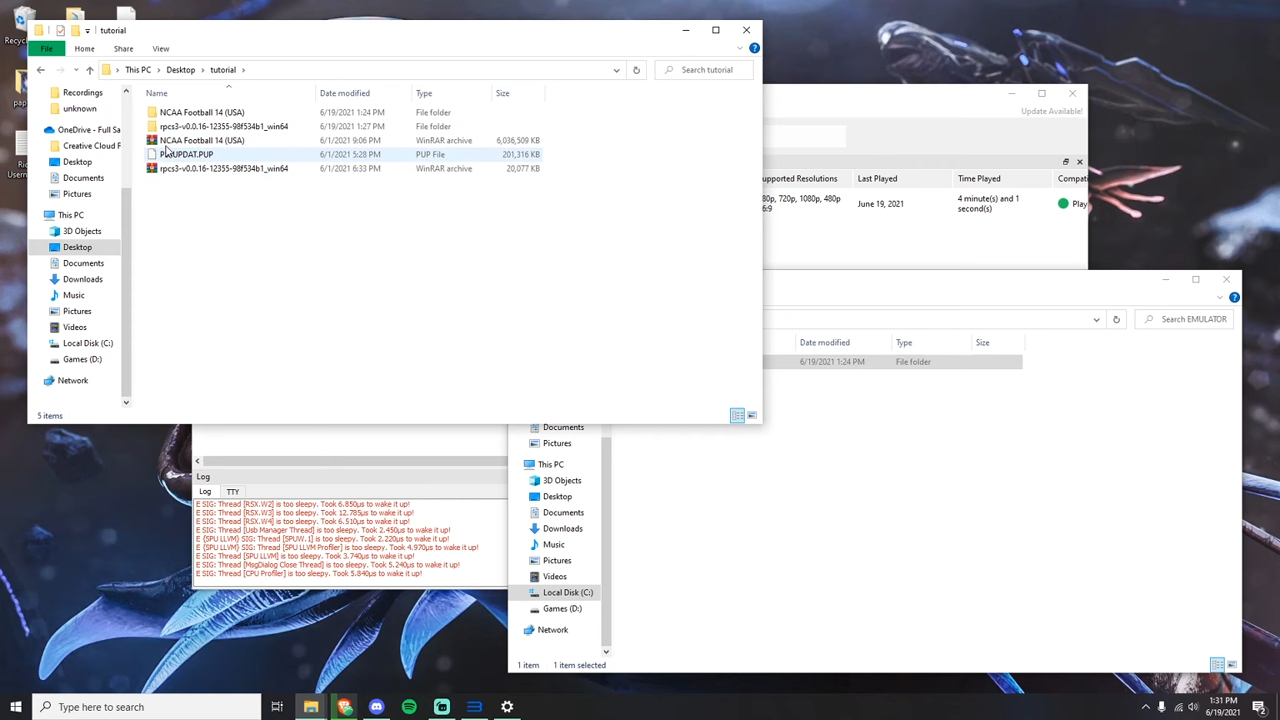 tutorial
File Home Share View
This PC Desktop tutorial Search tutorial
Name Date modified Type Size
NCAA Football 14 (USA) 6/19/2021 1:24 PM File folder
rpcs3-v0.0.16-12355-98f534b1_win64 6/19/2021 1:27 PM File folder
NCAA Football 14 (USA) 6/1/2021 9:06 PM WinRAR archive 6,036,509 KB
6/1/2021 5:28 PM PUP File 201,316 KB
rpcs3-v0.0.16-12355-98f534b1_win64 6/1/2021 6:33 PM WinRAR archive 20,077 KB
Recordings
unknown
OneDrive - Full Sa
Creative Cloud F
Desktop
Documents
Pictures
This PC
3D Objects
Desktop
Documents
Downloads
Music
Pictures
Videos
Local Disk (C:)
Games (D:)
Network
5 items
Update Available!
upported Resolutions Last Played Time Played Compati
80p, 720p, 1080p, 480p June 19, 2021 4 minute(s) and 1 Play
6:9 second(s)
Search EMULATOR
Date modified Type Size
6/19/2021 1:24 PM File folder
Documents
Pictures
This PC
3D Objects
Desktop
Documents
Downloads
Music
Pictures
Videos
Local Disk (C:)
Games (D:)
Network
1 item 1 item selected
Log
Log TTY
E SIG: Thread [RSX.W2] is too sleepy. Took 6.850µs to wake it up!
E SIG: Thread [RSX.W3] is too sleepy. Took 12.785µs to wake it up!
E SIG: Thread [RSX.W4] is too sleepy. Took 6.510µs to wake it up!
E SIG: Thread [Usb Manager Thread] is too sleepy. Took 2.450µs to wake it up!
E {SPU LLVM} SIG: Thread [SPUW.1] is too sleepy. Took 2.220µs to wake it up!
E {SPU LLVM} SIG: Thread [SPU LLVM Profiler] is too sleepy. Took 4.970µs to wake it up!
E SIG: Thread [SPU LLVM] is too sleepy. Took 3.740µs to wake it up!
E SIG: Thread [MsgDialog Close Thread] is too sleepy. Took 5.240µs to wake it up!
E SIG: Thread [CPU Profiler] is too sleepy. Took 5.840µs to wake it up!
Type here to search
1:31 PM
6/19/2021